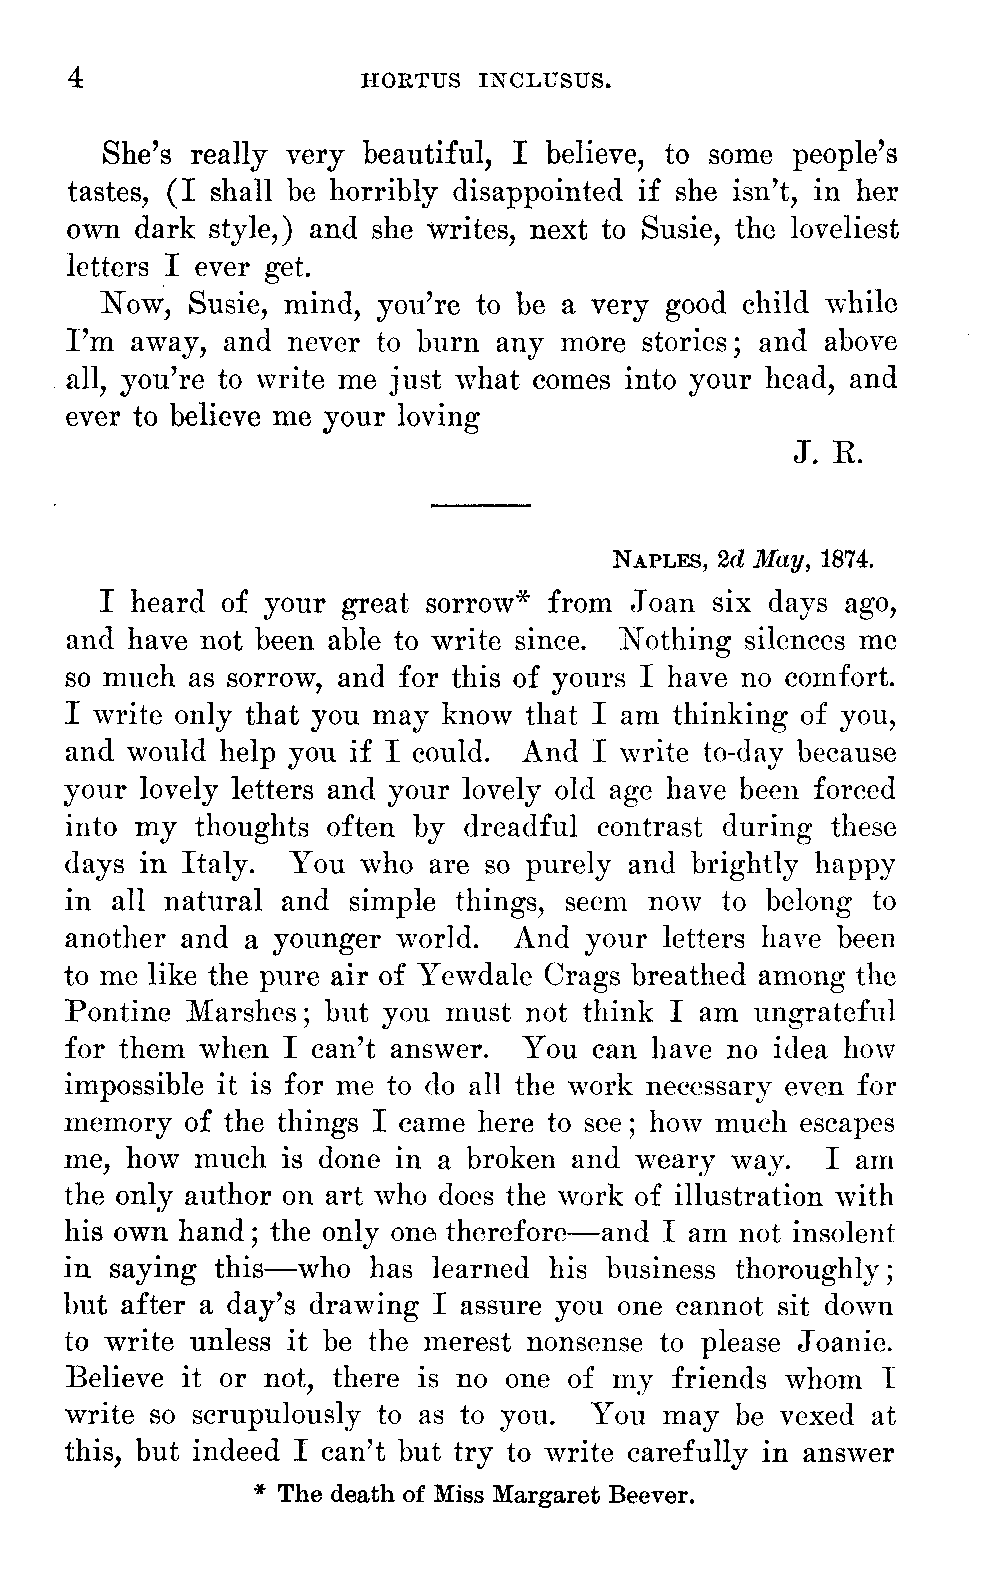 4 HORTUS INCLUSUS.
She's really very beautiful, I believe, to some people's
tastes, (I shall be horribly disappointed if she isn't, in her
own dark style,) and she writes, next to Susie, the loveliest
letters I ever get.
Now, Susie, mind, you're to be a very good child while
I'm away, and never to burn any more stories; and above
all, you're to write me just what comes into your head, and
ever to believe me your loving
J. R.
NAPLES, 2d May, 1874.
I heard of your great sorrow* from Joan six days ago,
and have not been able to write since. Nothing silences me
so much as sorrow, and for this of yours I have no comfort.
I write only that you may know that I am thinking of you,
and would help you if I could. And I write to-day because
your lovely letters and your lovely old age have been forced
into my thoughts often by dreadful contrast during these
days in Italy. You who are so purely and brightly happy
in all natural and simple things, seem now to belong to
another and a younger world. And your letters have been
to me like the pure air of Yewdale Crags breathed among the
Pontine Marshes; but you must not think I am ungrateful
for them when I can't answer. You can have no idea how
impossible it is for me to do all the work necessary even for
memory of the things I came here to see; how much escapes
me, how much is done in a broken and weary way. I am
the only author on art who does the work of illustration with
his own hand; the only one therefore—and I am not insolent
in saying this—who has learned his business thoroughly;
but after a day's drawing I assure you one cannot sit down
to write unless it be the merest nonsense to please Joanie.
Believe it or not, there is no one of my friends whom I
write so scrupulously to as to you. You may be vexed at
this, but indeed I can't but try to write carefully in answer
* The death of Miss Margaret Beever.